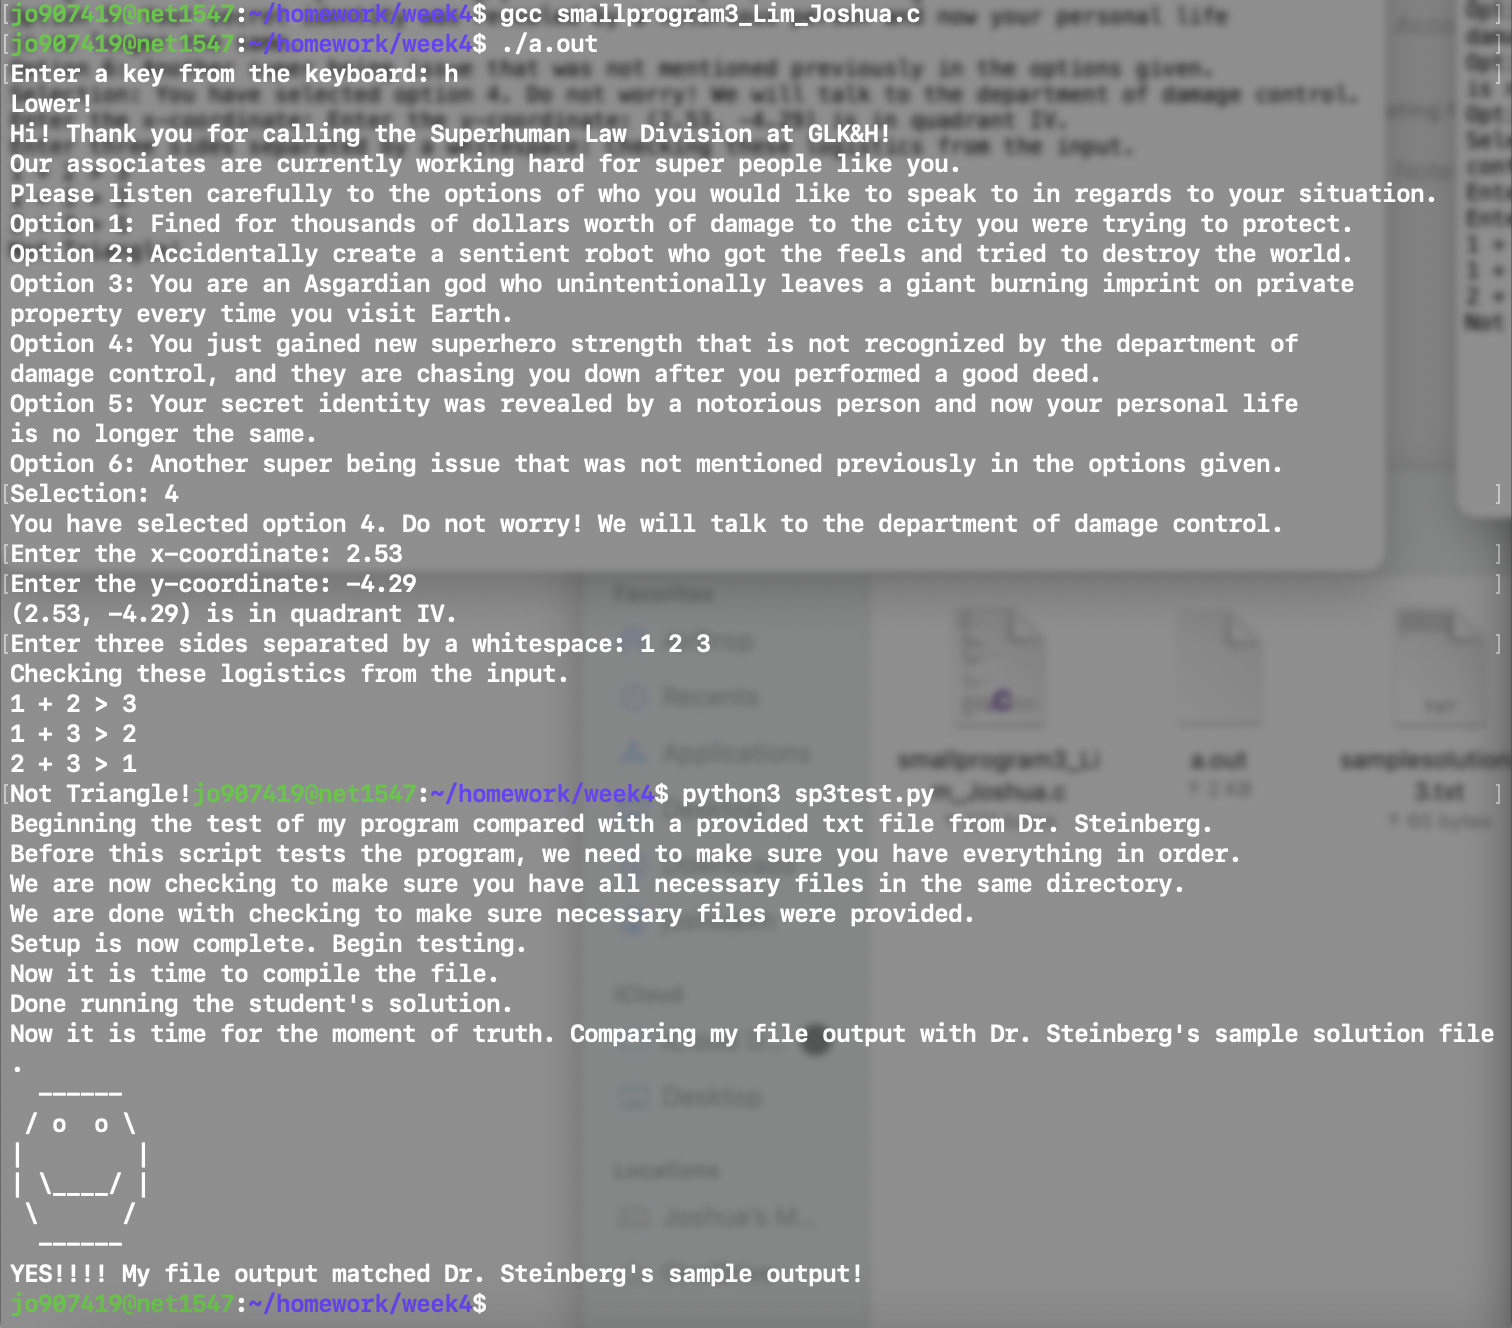 jo907419@net1547:~/homework/week4$ gcc smallprogram3_Lim_Joshua.c
jo907419@net1547:~/homework/week4$ ./a.out
Enter a key from the keyboard: h
Lower!
Hi! Thank you for calling the Superhuman Law Division at GLK&H!
Our associates are currently working hard for super people like you.
Please listen carefully to the options of who you would like to speak to in regards to your situation.
Option 1: Fined for thousands of dollars worth of damage to the city you were trying to protect.
Option 2: Accidentally create a sentient robot who got the feels and tried to destroy the world.
Option 3: You are an Asgardian god who unintentionally leaves a giant burning imprint on private
property every time you visit Earth.
Option 4: You just gained new superhero strength that is not recognized by the department of
damage control, and they are chasing you down after you performed a good deed.
Option 5: Your secret identity was revealed by a notorious person and now your personal life
is no longer the same.
Option 6: Another super being issue that was not mentioned previously in the options given.
Selection: 4
You have selected option 4. Do not worry! We will talk to the department of damage control.
Enter the x-coordinate: 2.53
Enter the y-coordinate: -4.29
(2.53, -4.29) is in quadrant IV.
Enter three sides separated by a whitespace: 1 2 3
Checking these logistics from the input.
1 + 2 > 3
1 + 3 > 2
2 + 3 > 1
Not Triangle!jo907419@net1547:~/homework/week4$ python3 sp3test.py
Beginning the test of my program compared with a provided txt file from Dr. Steinberg.
Before this script tests the program, we need to make sure you have everything in order.
We are now checking to make sure you have all necessary files in the same directory.
We are done with checking to make sure necessary files were provided.
Setup is now complete. Begin testing.
Now it is time to compile the file.
Done running the student's solution.
Now it is time for the moment of truth. Comparing my file output with Dr. Steinberg's sample solution file
.
  ______
 / o  o \
|        |
| \____/ |
 \      /
  ______
YES!!!! My file output matched Dr. Steinberg's sample output!
jo907419@net1547:~/homework/week4$
Favorites
Recents
Applications
iCloud
Desktop
Locations
Joshua's M...
smallprogram3_Li
m_Joshua.c
a.out
samplesolution
3.txt